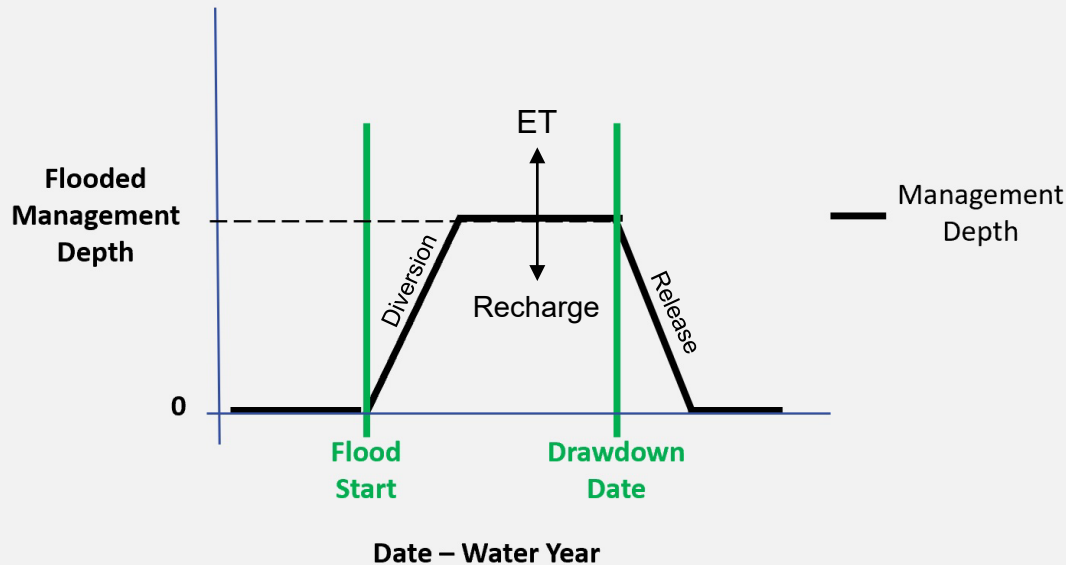 ET
Flooded
Management
Depth
Management
Depth
Diversion
Release
Recharge
0
Flood
Start
Drawdown
Date
Date – Water Year